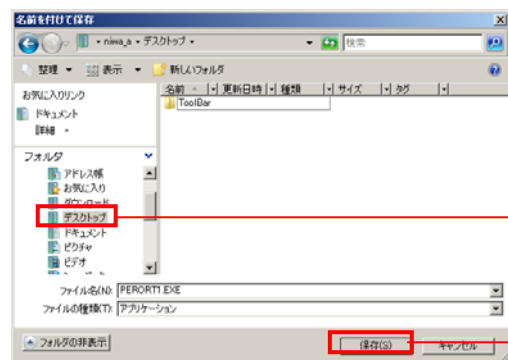 名前を付けて保存
niwa_a ▸ デスクトップ ▸
検索
整理 表示 新しいフォルダ
お気に入りリンク
ドキュメント
詳細
名前 更新日時 種類 サイズ タグ
ToolBar
フォルダ
アドレス帳
お気に入り
ダウンロード
デスクトップ
ドキュメント
ピクチャ
ビデオ
ファイル名(N): PERORT1.EXE
ファイルの種類(T): アプリケーション
フォルダの非表示
保存(S) キャンセル